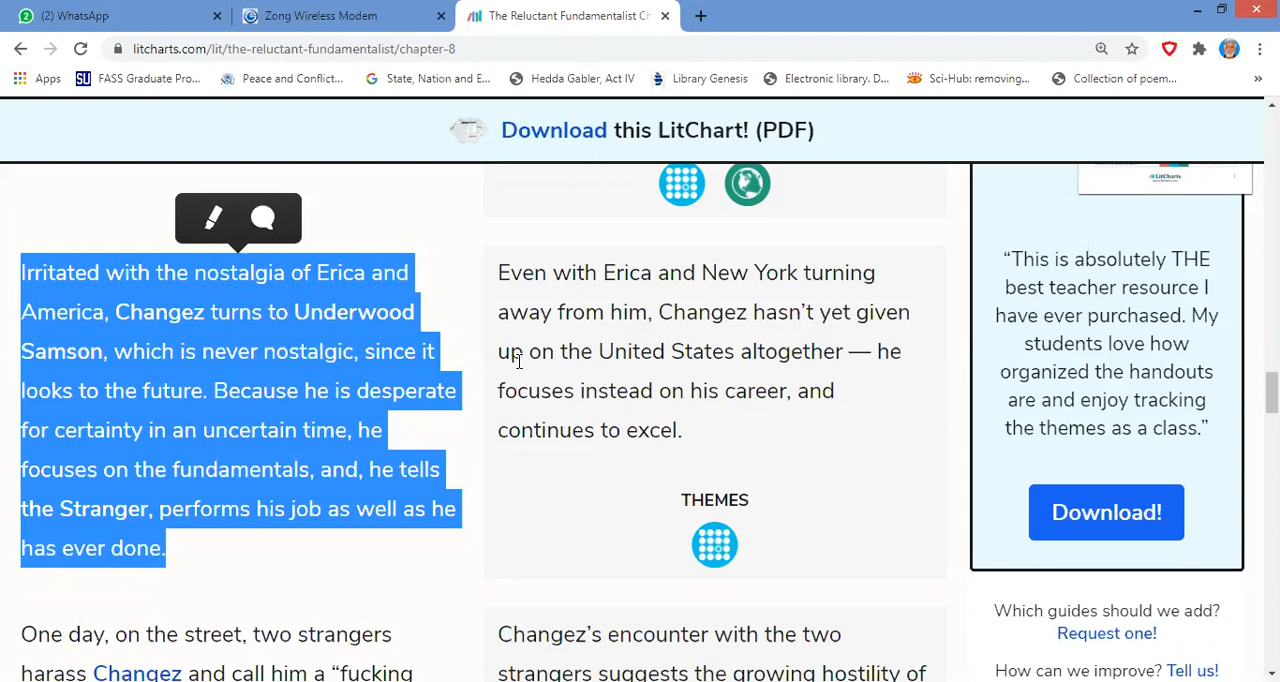 (2) WhatsApp
Zong Wireless Modem
The Reluctant Fundamentalist Ch
litcharts.com/lit/the-reluctant-fundamentalist/chapter-8
Apps
SU
FASS Graduate Pro...
Peace and Conflict...
State, Nation and E...
Hedda Gabler, Act IV
Library Genesis
Electronic library. D...
Sci-Hub: removing...
Collection of poem...
»
Download this LitChart! (PDF)
Irritated with the nostalgia of Erica and
America, Changez turns to Underwood
Samson, which is never nostalgic, since it
looks to the future. Because he is desperate
for certainty in an uncertain time, he
focuses on the fundamentals, and, he tells
the Stranger, performs his job as well as he
has ever done.
One day, on the street, two strangers
harass Changez and call him a “fucking
Even with Erica and New York turning
away from him, Changez hasn’t yet given
up on the United States altogether — he
focuses instead on his career, and
continues to excel.
THEMES
Changez’s encounter with the two
strangers suggests the growing hostility of
LitCharts
“This is absolutely THE
best teacher resource I
have ever purchased. My
students love how
organized the handouts
are and enjoy tracking
the themes as a class.”
Download!
Which guides should we add?
Request one!
How can we improve? Tell us!